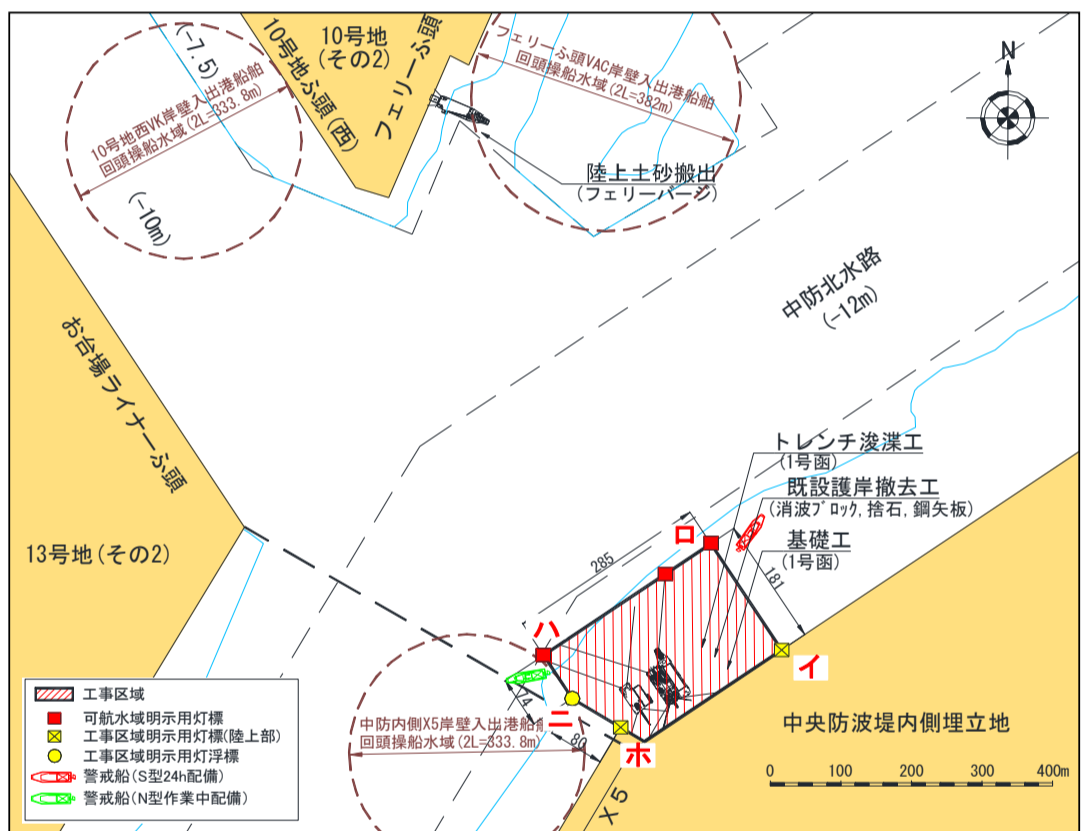 (-7.5)
10号地ふ頭(西)
10号地
(その2)
フェリーふ頭
フェリーふ頭VAC岸壁入出港船舶
回頭操船水域(2L=382m)
N
10号地西VK岸壁入出港船舶
回頭操船水域(2L=333.8m)
(-10m)
陸上土砂搬出
(フェリーバージ)
中防北水路
(-12m)
お台場ライナーふ頭
13号地(その2)
トレンチ浚渫工
(1号函)
既設護岸撤去工
(消波ブロック,捨石,鋼矢板)
基礎工
(1号函)
ロ
285
181
ハ
イ
74
ニ
80
ホ
中防内側X5岸壁入出港船舶
回頭操船水域(2L=333.8m)
中央防波堤内側埋立地
X5
0 100 200 300 400m
工事区域
可航水域明示用灯標
工事区域明示用灯標(陸上部)
工事区域明示用灯浮標
警戒船(S型24h配備)
警戒船(N型作業中配備)